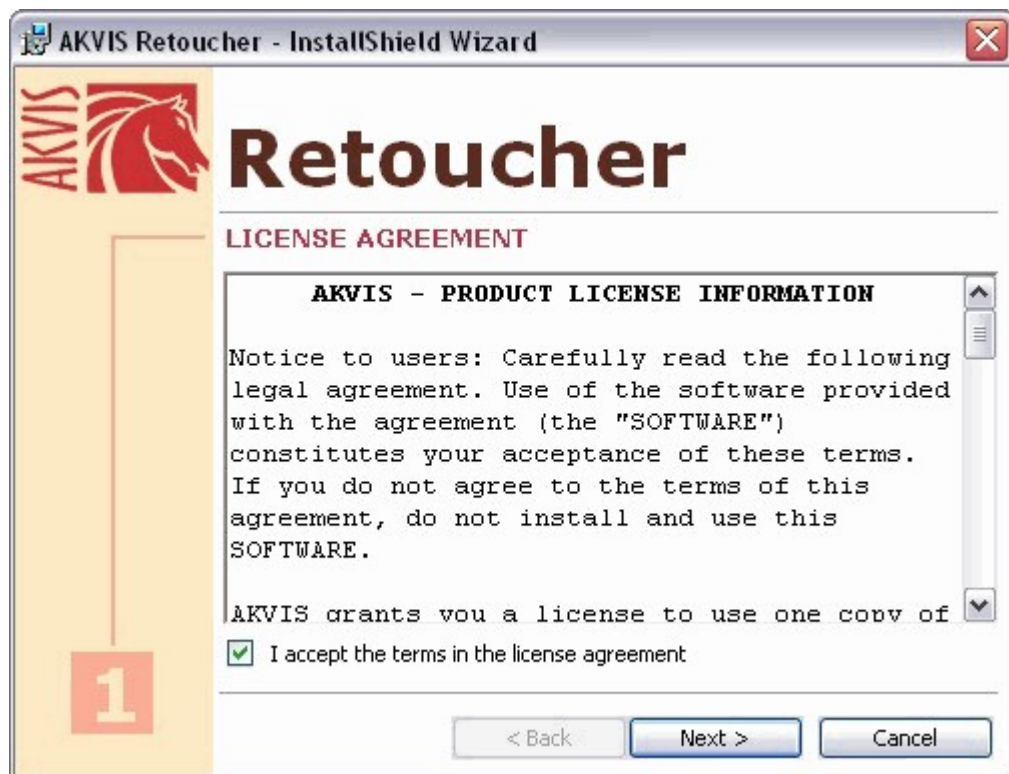 AKVIS Retoucher - InstallShield Wizard
AKVIS
Retoucher
LICENSE AGREEMENT
AKVIS - PRODUCT LICENSE INFORMATION
Notice to users: Carefully read the following
legal agreement. Use of the software provided
with the agreement (the "SOFTWARE")
constitutes your acceptance of these terms.
If you do not agree to the terms of this
agreement, do not install and use this
SOFTWARE.
AKVIS grants you a license to use one copy of
I accept the terms in the license agreement
1
< Back
Next >
Cancel